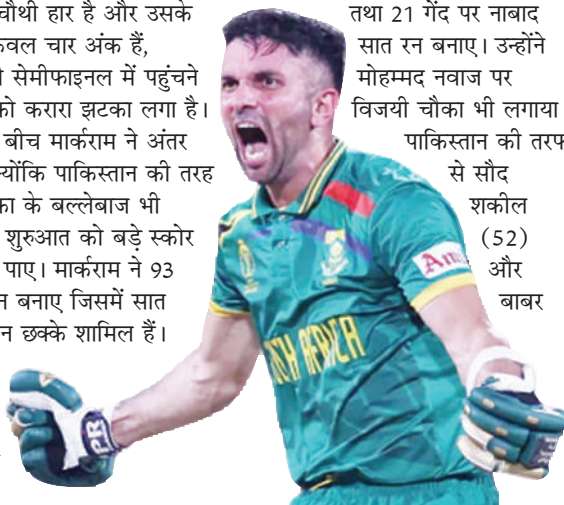 चौथी हार है और उसके
केवल चार अंक हैं,
सेमीफाइनल में पहुंचने
को करारा झटका लगा है।
बीच मार्कराम ने अंतर
क्योंकि पाकिस्तान की तरह
के बल्लेबाज भी
शुरुआत को बड़े स्कोर
पाए। मार्कराम ने 93
बनाए जिसमें सात
छक्के शामिल हैं।
तथा 21 गेंद पर नाबाद
सात रन बनाए। उन्होंने
मोहम्मद नवाज पर
विजयी चौका भी लगाया
पाकिस्तान की तरफ
से सौद
शकील
(52)
और
बाबर
AFRICA
PR